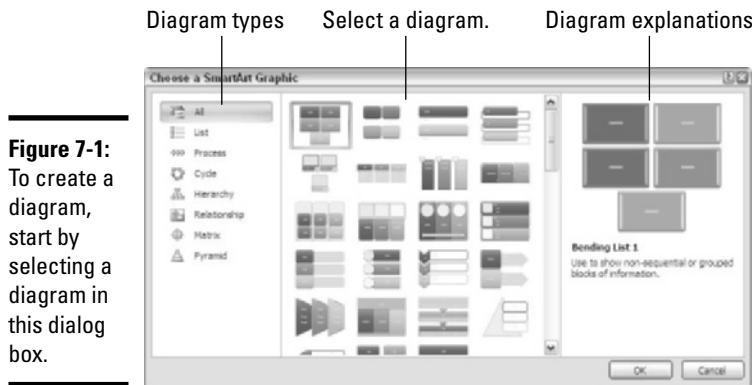 Diagram types Select a diagram. Diagram explanations
Choose a SmartArt Graphic
All
List
Process
Cycle
Hierarchy
Relationship
Matrix
Pyramid
Bending List 1
Use to show non-sequential or grouped
blocks of information.
OK Cancel
Figure 7-1:
To create a
diagram,
start by
selecting a
diagram in
this dialog
box.